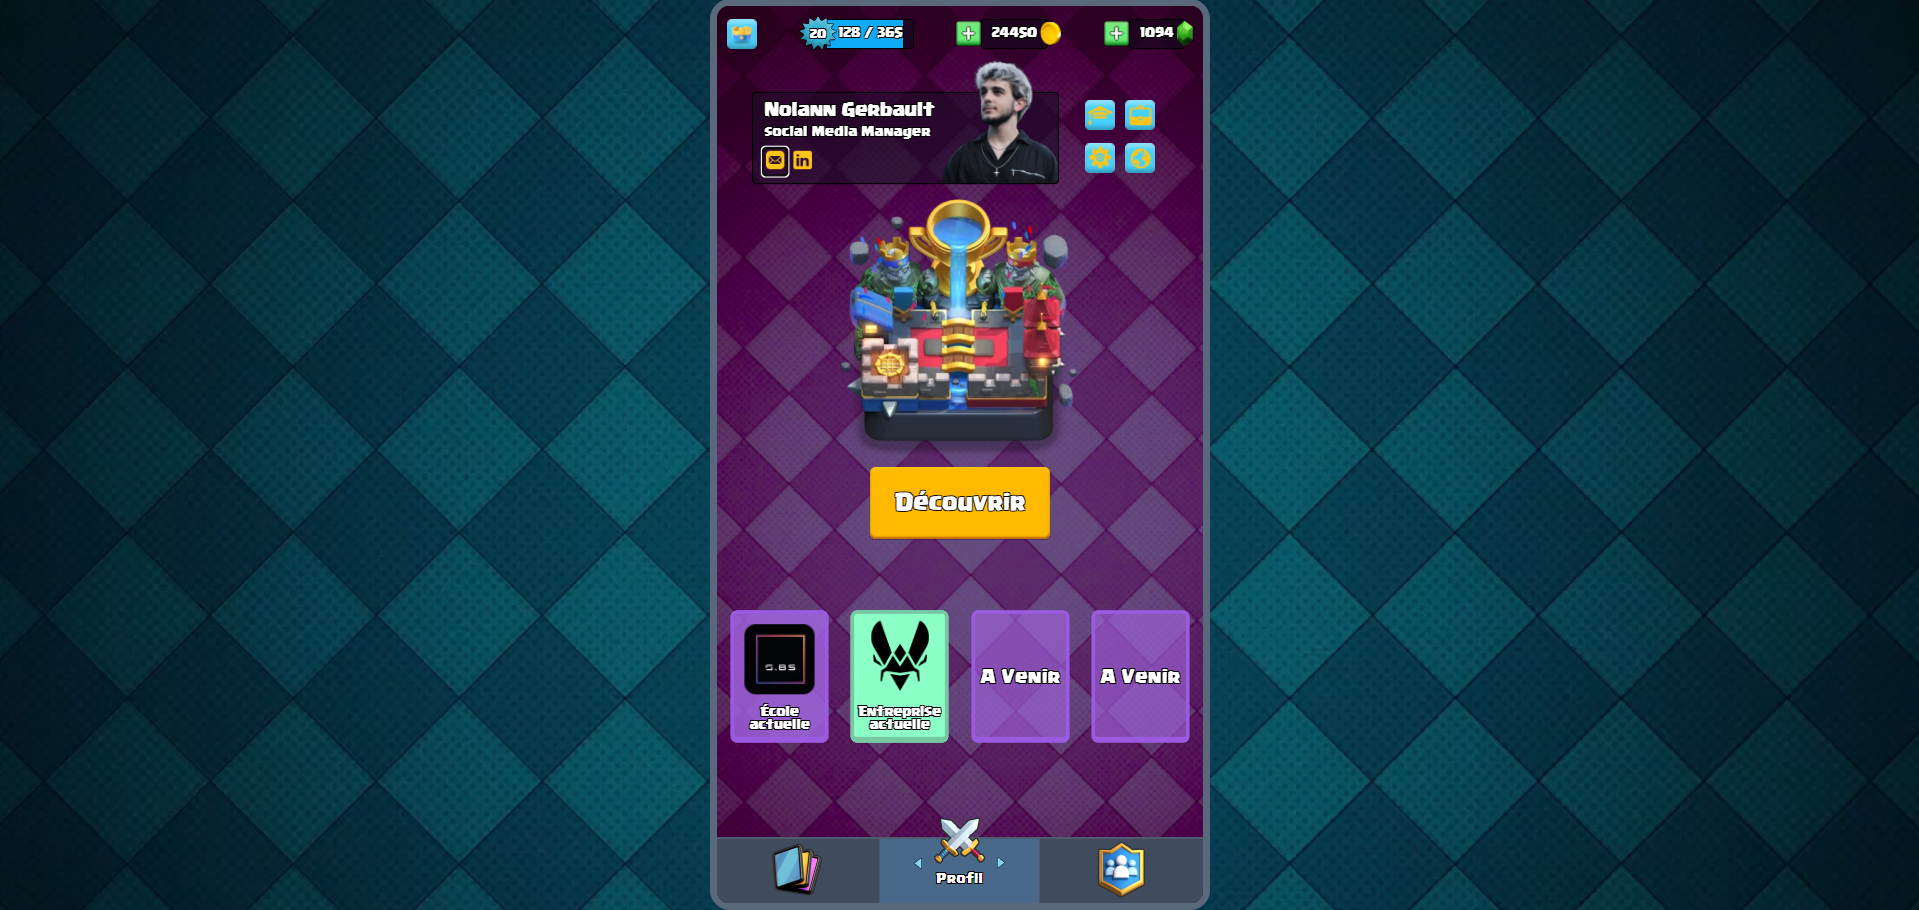 20 128 / 365
24450
1094
Nolann Gerbault
Social Media Manager
in
Découvrir
G.BS
École
actuelle
Entreprise
actuelle
A Venir
A Venir
Profil